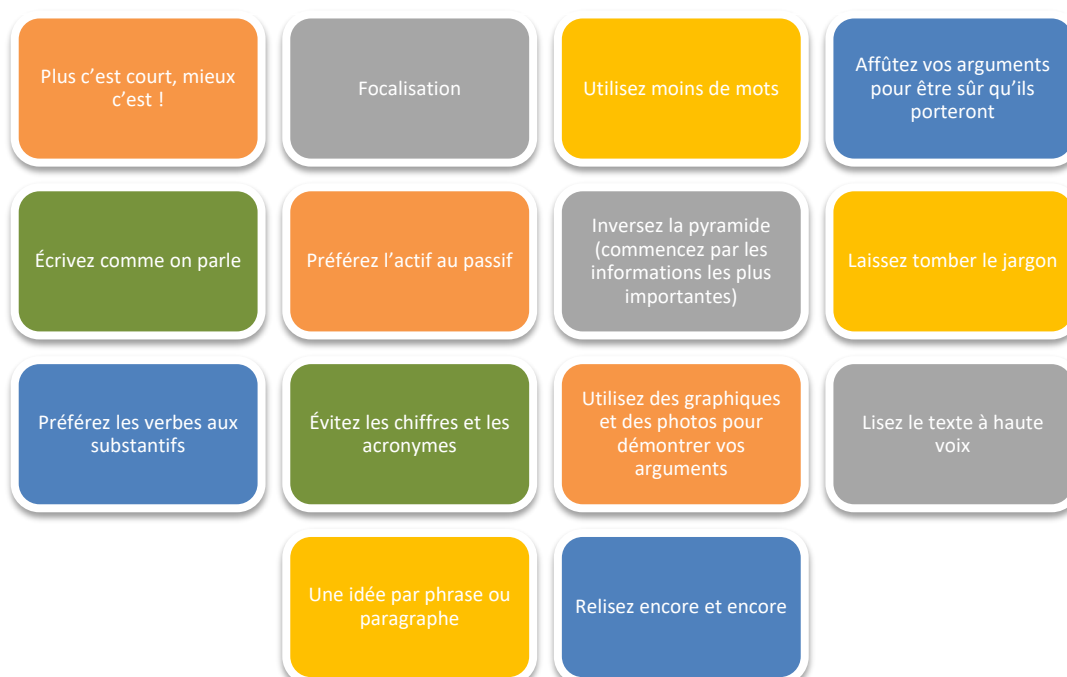 Plus c’est court, mieux
c’est !
Focalisation
Utilisez moins de mots
Affûtez vos arguments
pour être sûr qu’ils
porteront
Écrivez comme on parle
Préférez l’actif au passif
Inversez la pyramide
(commencez par les
informations les plus
importantes)
Laissez tomber le jargon
Préférez les verbes aux
substantifs
Évitez les chiffres et les
acronymes
Utilisez des graphiques
et des photos pour
démontrer vos
arguments
Lisez le texte à haute
voix
Une idée par phrase ou
paragraphe
Relisez encore et encore